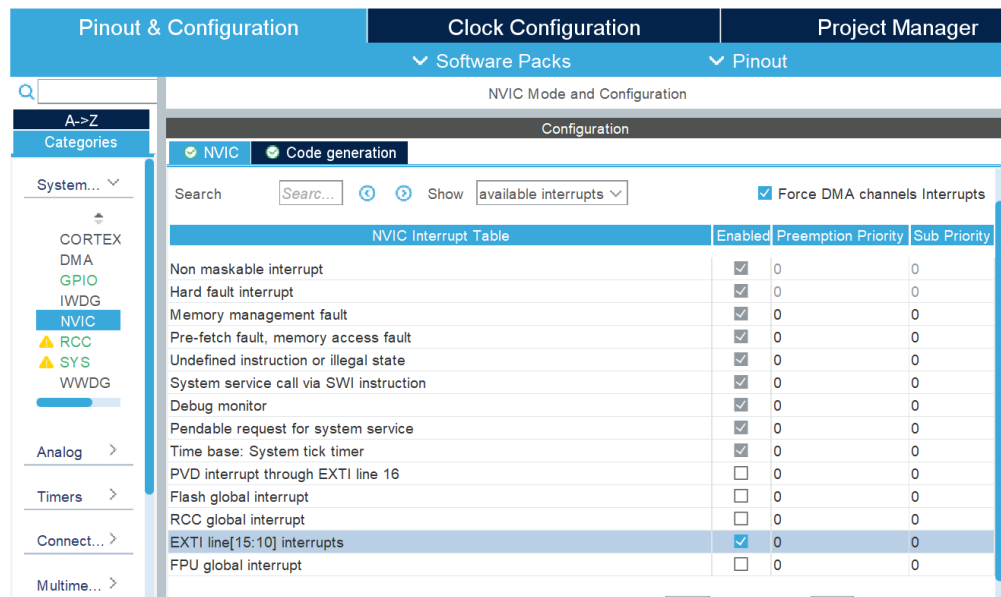 Pinout & Configuration Clock Configuration Project Manager
Software Packs Pinout
NVIC Mode and Configuration
A->Z
Categories
System...
CORTEX
DMA
GPIO
IWDG
NVIC
RCC
SYS
WWDG
Analog
Timers
Connect...
Multime...
Configuration
NVIC Code generation
Search Searc... Show available interrupts Force DMA channels Interrupts
NVIC Interrupt Table Enabled Preemption Priority Sub Priority
Non maskable interrupt 0 0
Hard fault interrupt 0 0
Memory management fault 0 0
Pre-fetch fault, memory access fault 0 0
Undefined instruction or illegal state 0 0
System service call via SWI instruction 0 0
Debug monitor 0 0
Pendable request for system service 0 0
Time base: System tick timer 0 0
PVD interrupt through EXTI line 16 0 0
Flash global interrupt 0 0
RCC global interrupt 0 0
EXTI line[15:10] interrupts 0 0
FPU global interrupt 0 0